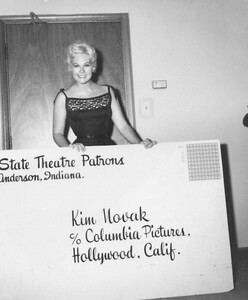 State Theatre Patrons
Anderson, Indiana.
Kim Novak
c/o Columbia Pictures,
Hollywood, Calif.